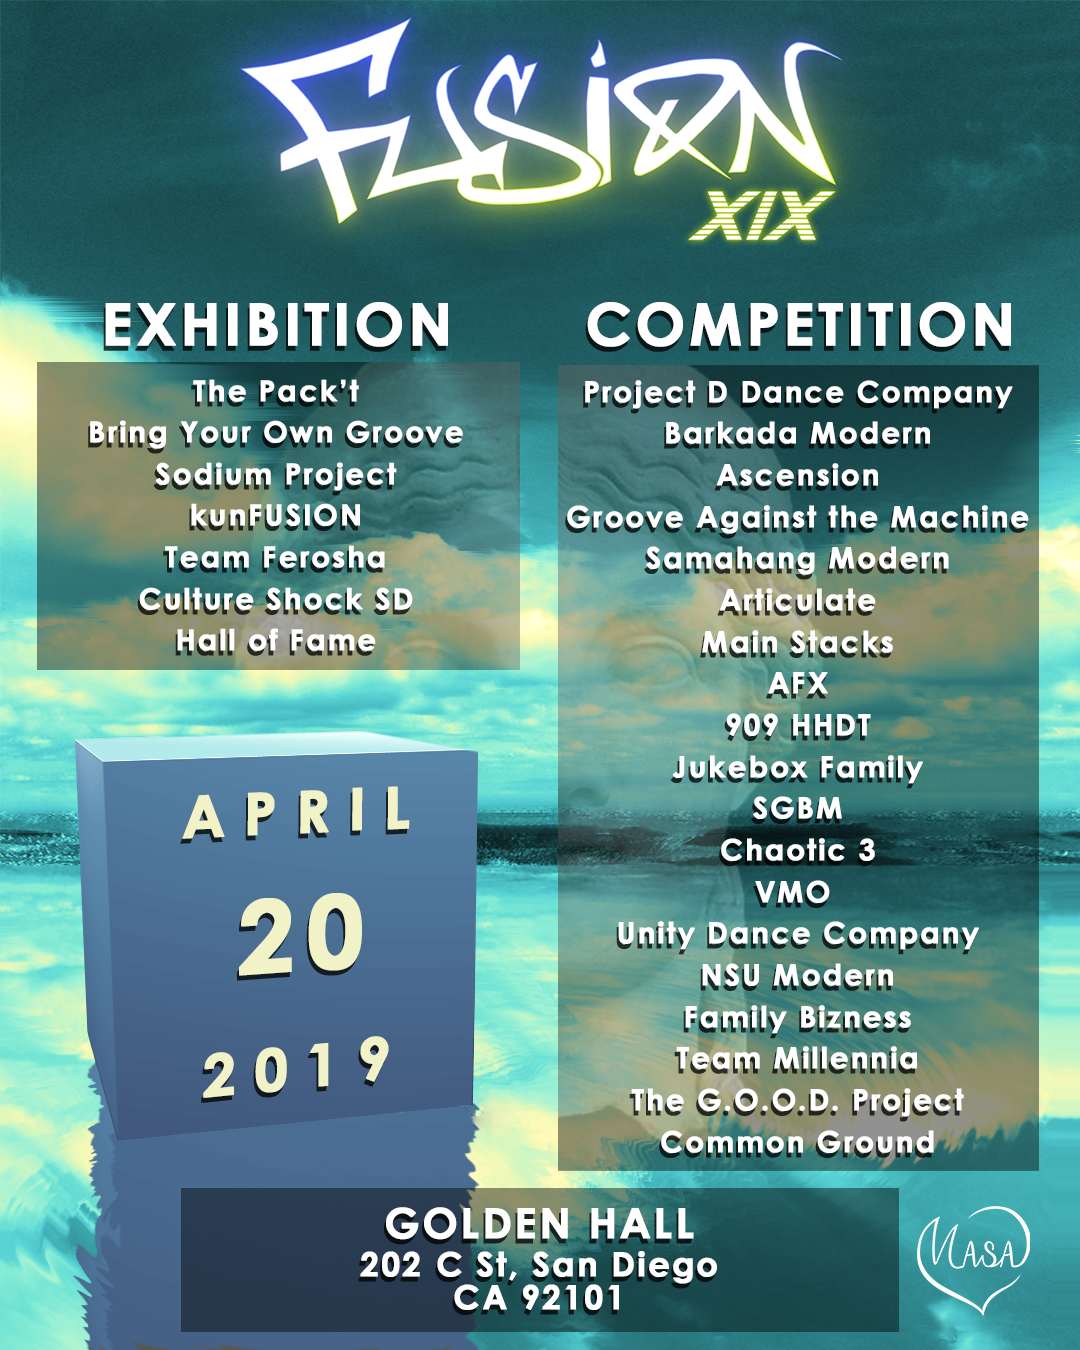 FUSION
XIX
EXHIBITION
The Pack't
Bring Your Own Groove
Sodium Project
kunFUSION
Team Ferosha
Culture Shock SD
Hall of Fame
COMPETITION
Project D Dance Company
Barkada Modern
Ascension
Groove Against the Machine
Samahang Modern
Articulate
Main Stacks
AFX
909 HHDT
Jukebox Family
SGBM
Chaotic 3
VMO
Unity Dance Company
NSU Modern
Family Bizness
Team Millennia
The G.O.O.D. Project
Common Ground
APRIL
20
2019
GOLDEN HALL
202 C St, San Diego
CA 92101
MASA